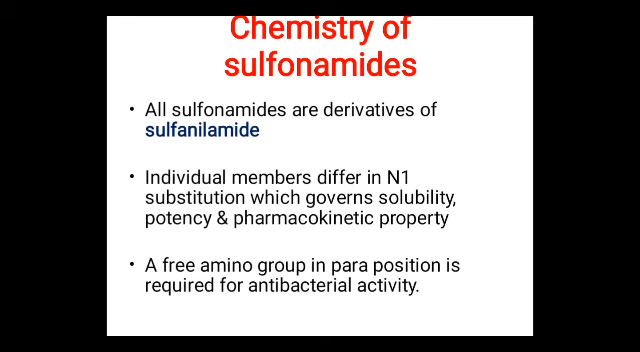 Chemistry of
sulfonamides
• All sulfonamides are derivatives of
sulfanilamide
• Individual members differ in N1
substitution which governs solubility,
potency & pharmacokinetic property
• A free amino group in para position is
required for antibacterial activity.